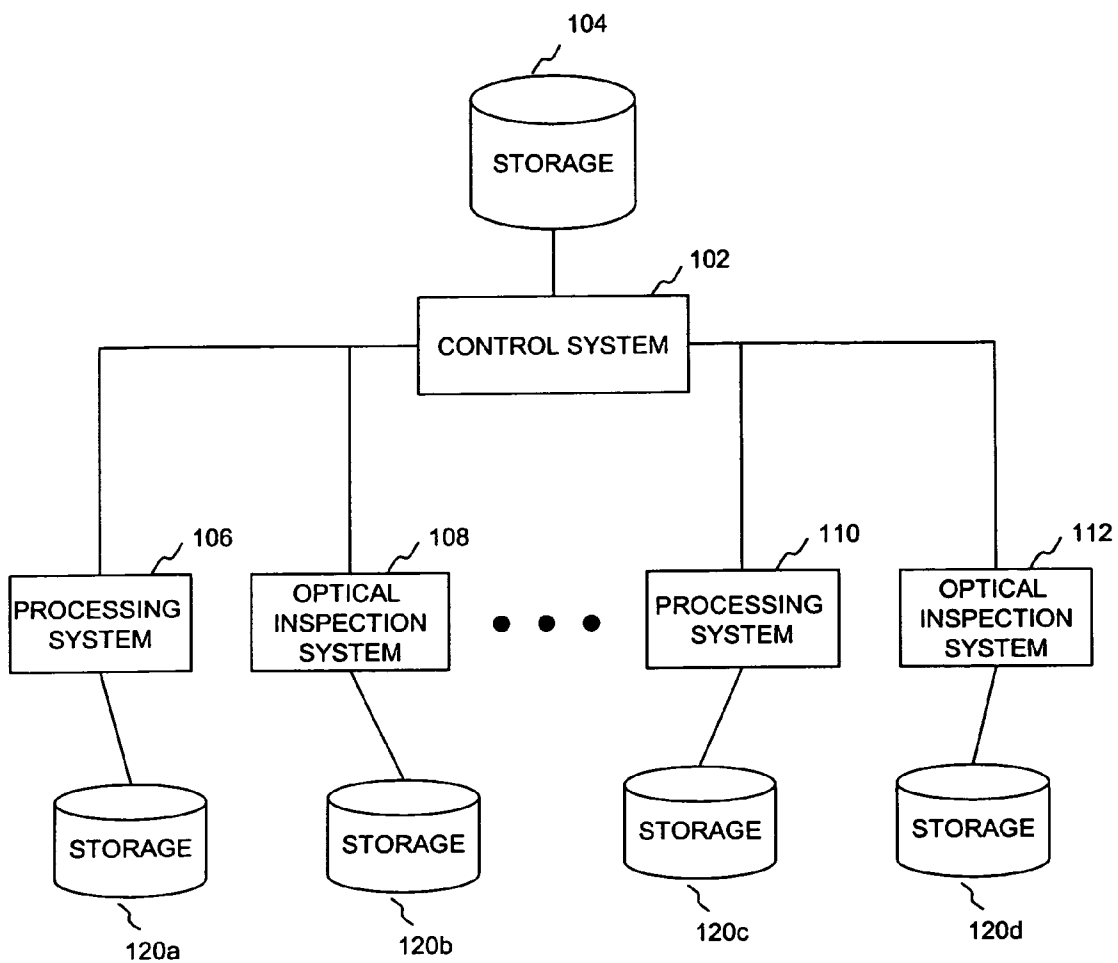 104
STORAGE
102
CONTROL SYSTEM
106
PROCESSING
SYSTEM
108
OPTICAL
INSPECTION
SYSTEM
110
PROCESSING
SYSTEM
112
OPTICAL
INSPECTION
SYSTEM
STORAGE
120a
STORAGE
120b
STORAGE
120c
STORAGE
120d